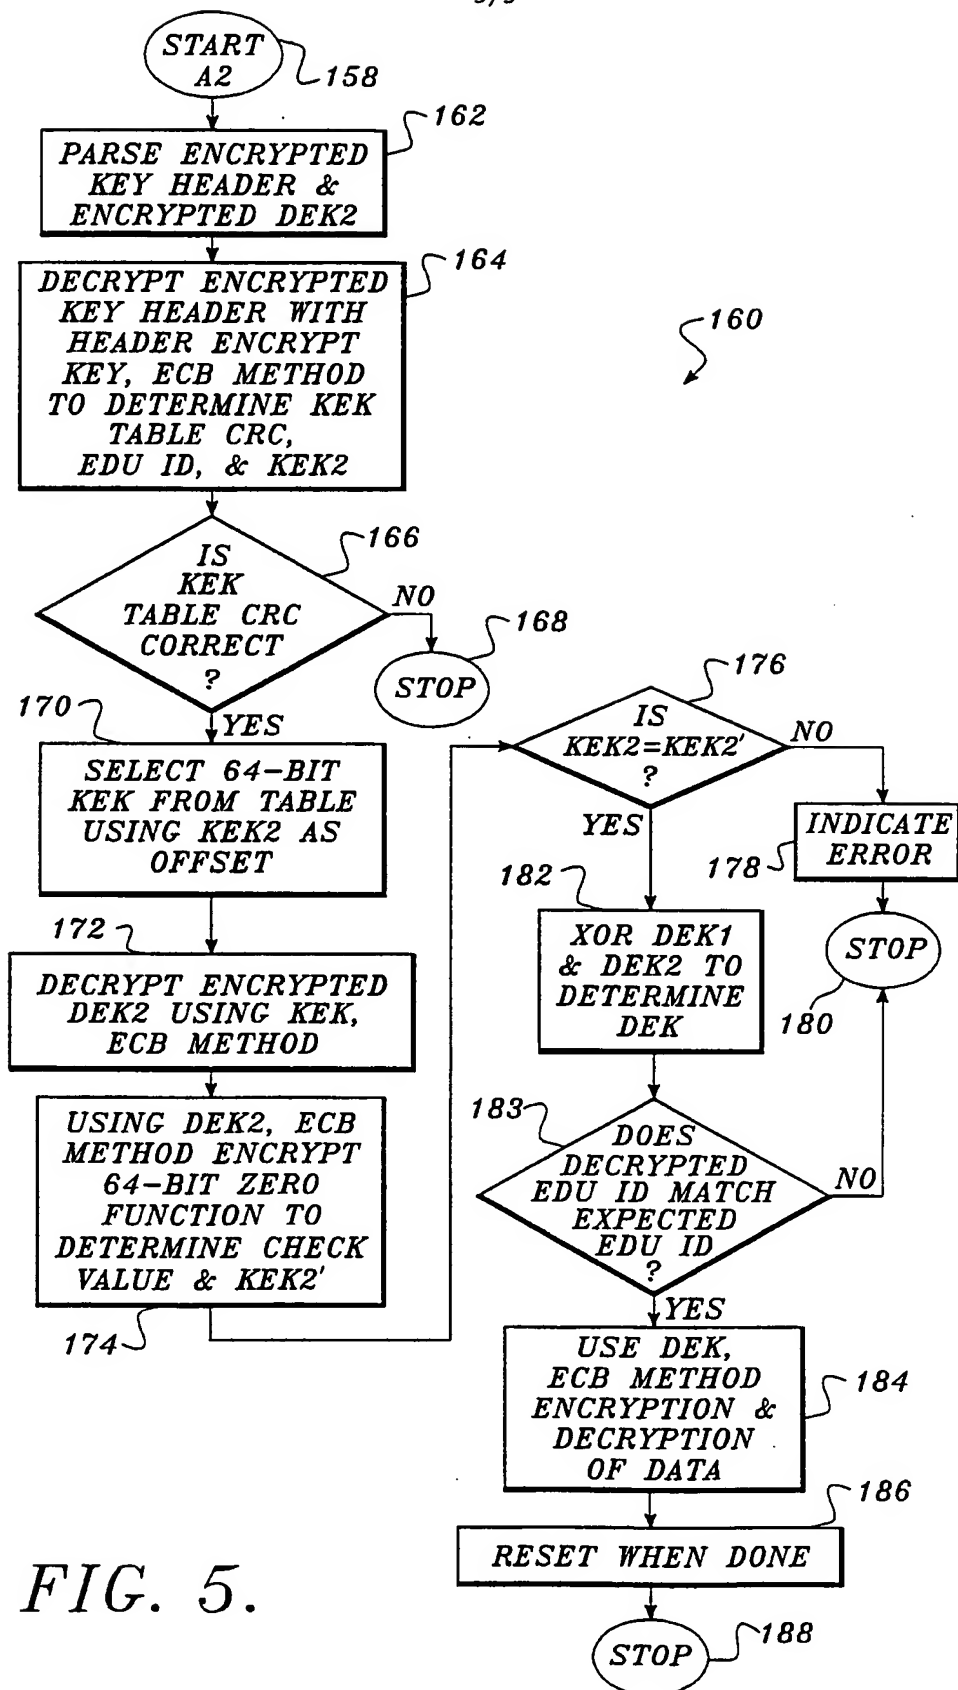 START
A2
158
162
PARSE ENCRYPTED
KEY HEADER &
ENCRYPTED DEK2
164
DECRYPT ENCRYPTED
KEY HEADER WITH
HEADER ENCRYPT
KEY, ECB METHOD
TO DETERMINE KEK
TABLE CRC,
EDU ID, & KEK2
160
166
IS
KEK
TABLE CRC
CORRECT
?
NO
168
STOP
170
YES
SELECT 64-BIT
KEK FROM TABLE
USING KEK2 AS
OFFSET
172
DECRYPT ENCRYPTED
DEK2 USING KEK,
ECB METHOD
USING DEK2, ECB
METHOD ENCRYPT
64-BIT ZERO
FUNCTION TO
DETERMINE CHECK
VALUE & KEK2'
174
176
IS
KEK2=KEK2'
?
NO
YES
INDICATE
ERROR
178
STOP
180
182
XOR DEK1
& DEK2 TO
DETERMINE
DEK
183
DOES
DECRYPTED
EDU ID MATCH
EXPECTED
EDU ID
?
NO
YES
USE DEK,
ECB METHOD
ENCRYPTION &
DECRYPTION
OF DATA
184
186
RESET WHEN DONE
STOP
188
FIG. 5.